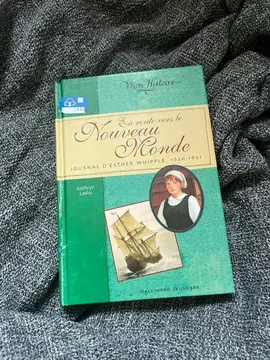 Mon Histoire
En route vers le
Nouveau
Monde
JOURNAL D'ESTHER WHIPPLE, 1620-1621
Kathryn
Lasky
GALLIMARD JEUNESSE